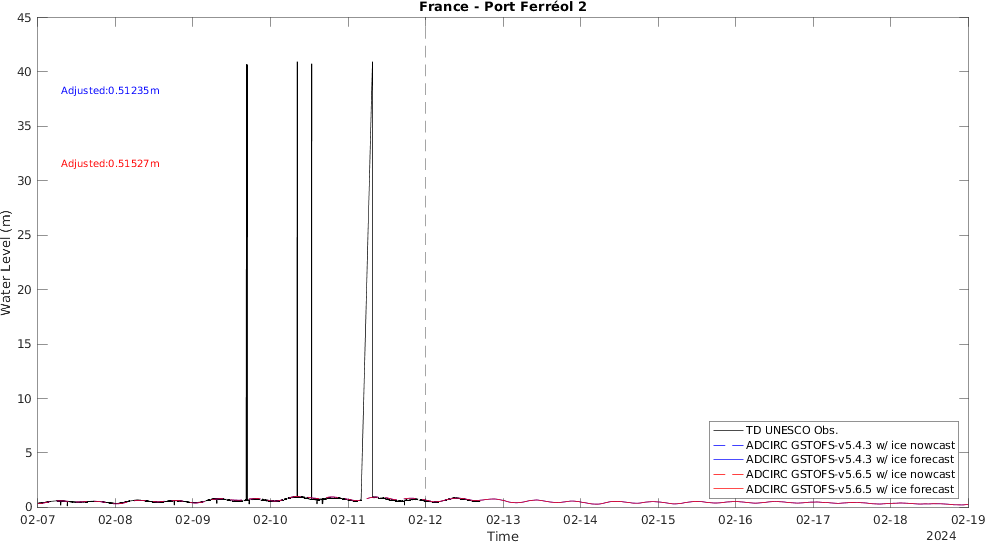 France - Port Ferréol 2
45
40
35
30
25
20
15
10
5
0
Water Level (m)
Adjusted:0.51235m
Adjusted:0.51527m
TD UNESCO Obs.
ADCIRC GSTOFS-v5.4.3 w/ ice nowcast
ADCIRC GSTOFS-v5.4.3 w/ ice forecast
ADCIRC GSTOFS-v5.6.5 w/ ice nowcast
ADCIRC GSTOFS-v5.6.5 w/ ice forecast
02-07 02-08 02-09 02-10 02-11 02-12 02-13 02-14 02-15 02-16 02-17 02-18 02-19
Time
2024